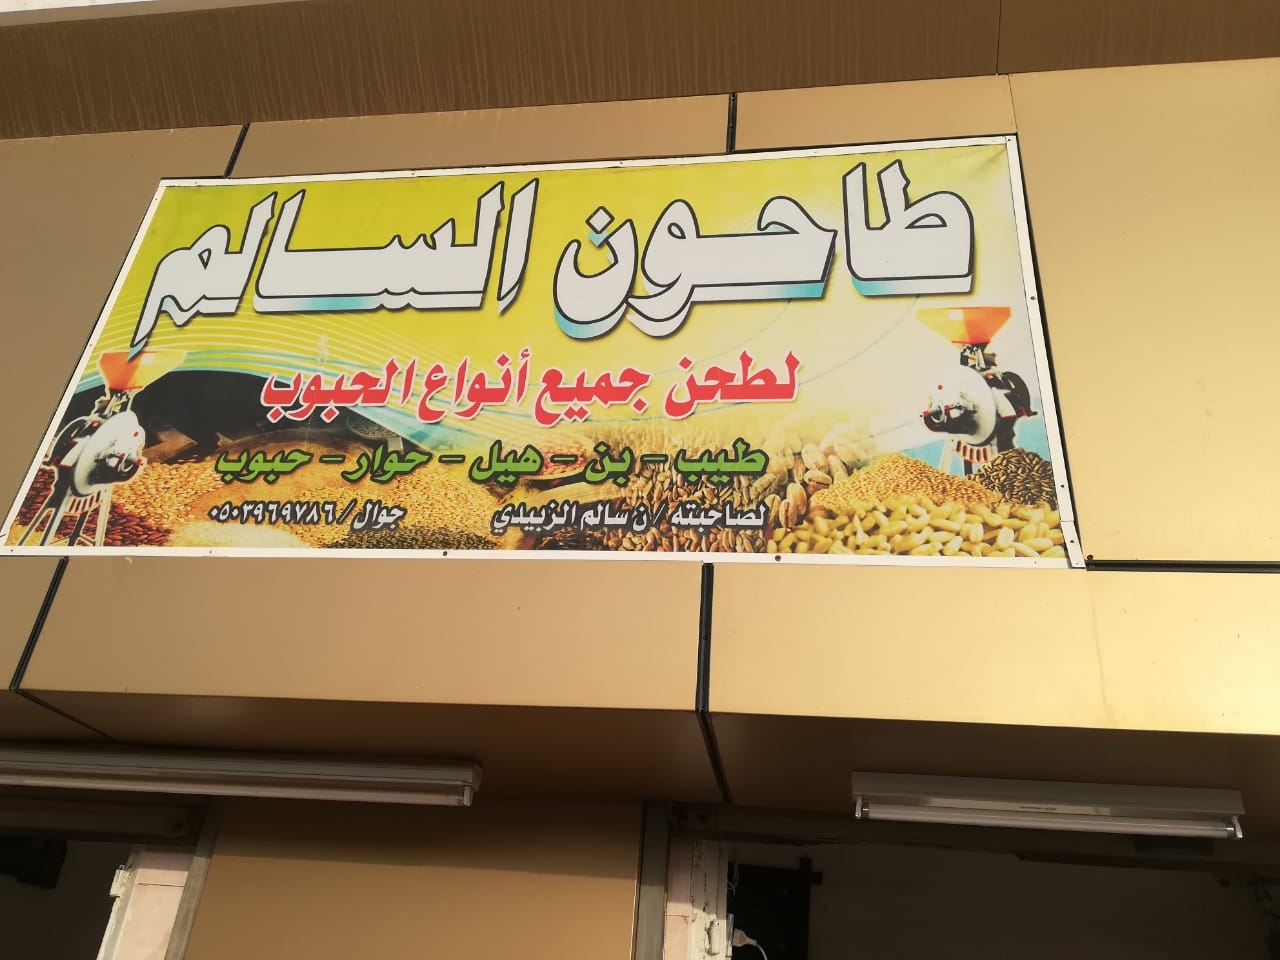 طاحون السالم
لطحن جميع أنواع الحبوب
طيب - بن - هيل - حوار - حبوب
لصاحبته / ن سالم الزبيدي جوال / ٠٥٠٣٩٦٩٧٨٦